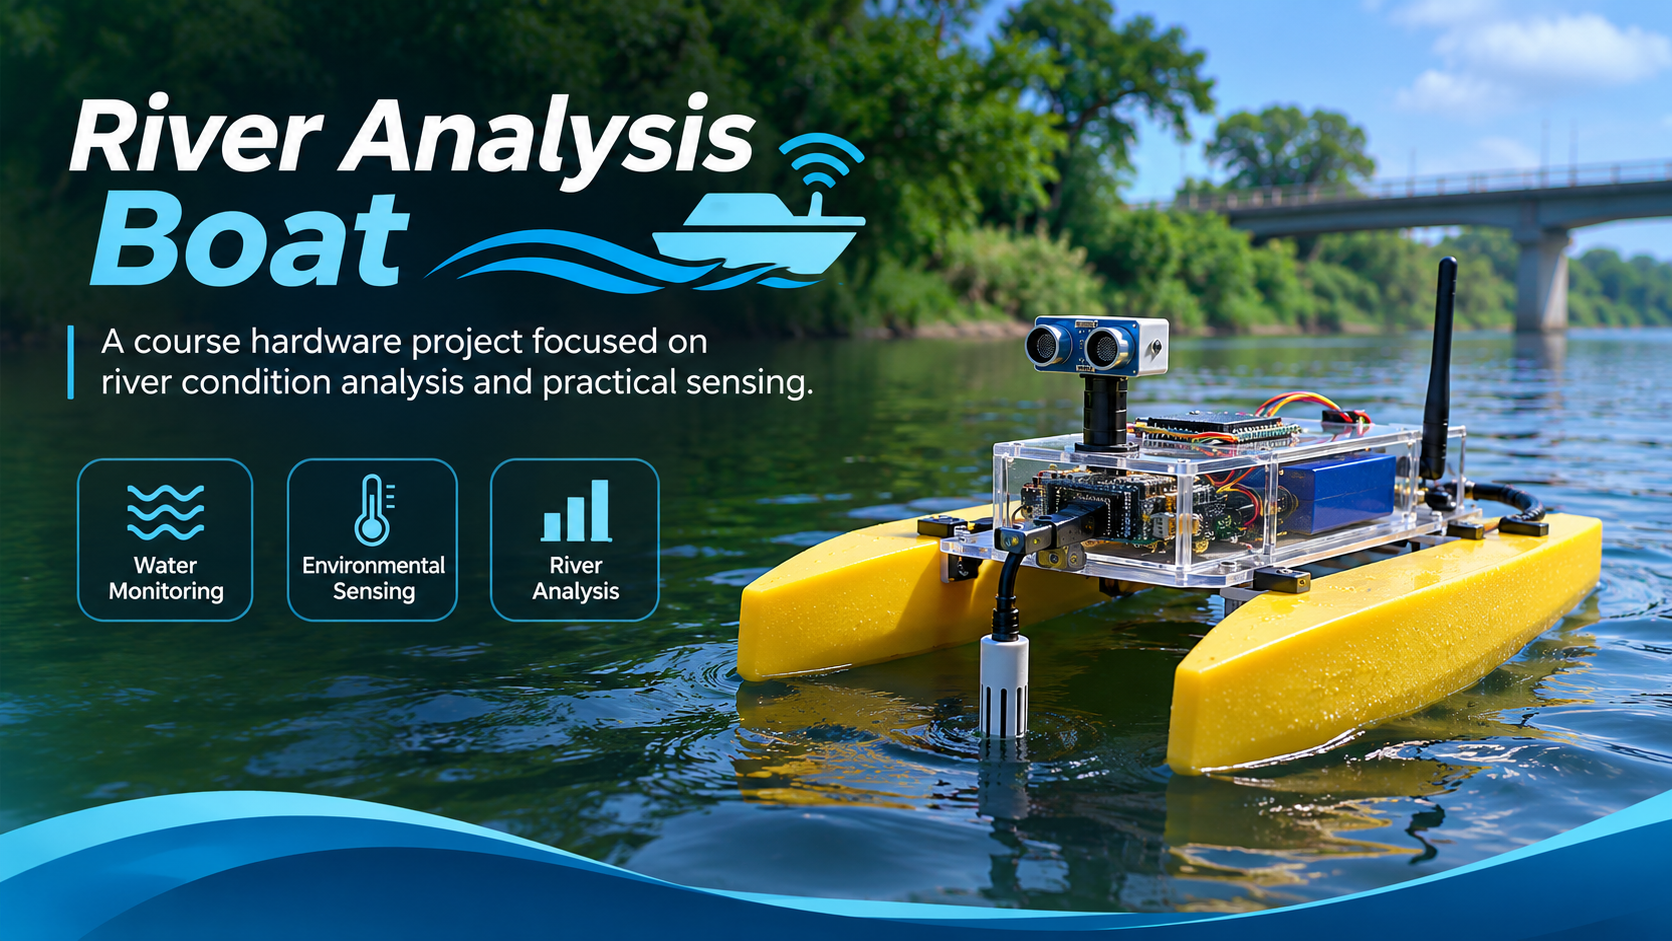 River Analysis
Boat
A course hardware project focused on
river condition analysis and practical sensing.
Water
Monitoring
Environmental
Sensing
River
Analysis